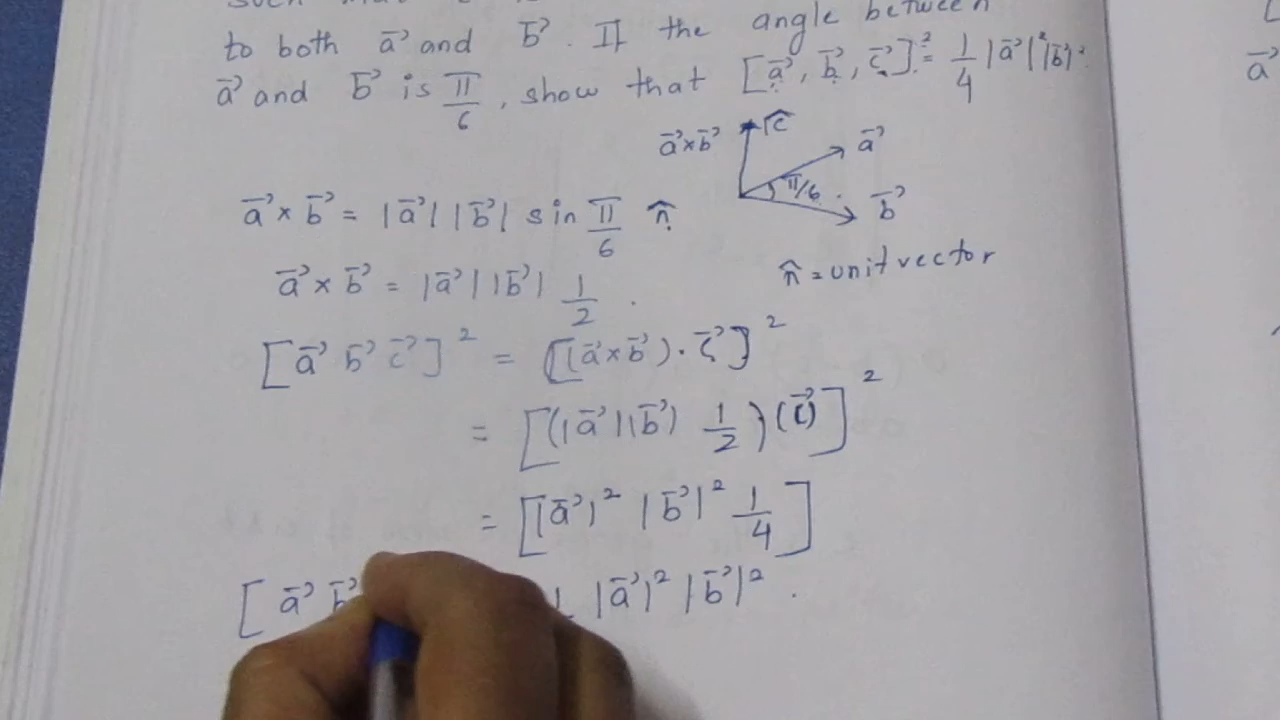 to both a⃗ and b⃗. If the angle between
a⃗ and b⃗ is π/6, show that [a⃗, b⃗, c⃗]² = 1/4 |a⃗|²|b⃗|².
a⃗×b⃗ ĉ a⃗
π/6 b⃗
a⃗ × b⃗ = |a⃗| |b⃗| sin π/6 n̂
n̂ = unit vector
a⃗ × b⃗ = |a⃗| |b⃗| 1/2 .
[a⃗ b⃗ c⃗]² = [(a⃗×b⃗)·c⃗]²
= [(|a⃗||b⃗) 1/2)(c⃗)]²
= [|a⃗|² |b⃗|² 1/4]
[a⃗ b⃗ |a⃗|² |b⃗|² .
a⃗